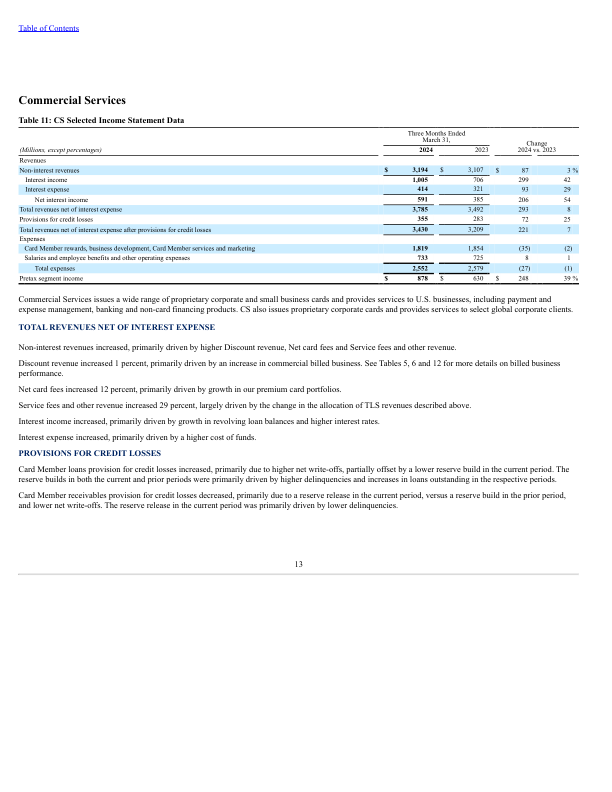 Table of Contents
Commercial Services
Table 11: CS Selected Income Statement Data
Three Months Ended
March 31,
Change
2024 vs. 2023
(Millions, except percentages) 2024 2023
Revenues
Non-interest revenues $ 3,194 $ 3,107 $ 87 3 %
Interest income 1,005 706 299 42
Interest expense 414 321 93 29
Net interest income 591 385 206 54
Total revenues net of interest expense 3,785 3,492 293 8
Provisions for credit losses 355 283 72 25
Total revenues net of interest expense after provisions for credit losses 3,430 3,209 221 7
Expenses
Card Member rewards, business development, Card Member services and marketing 1,819 1,854 (35) (2)
Salaries and employee benefits and other operating expenses 733 725 8 1
Total expenses 2,552 2,579 (27) (1)
Pretax segment income $ 878 $ 630 $ 248 39 %
Commercial Services issues a wide range of proprietary corporate and small business cards and provides services to U.S. businesses, including payment and
expense management, banking and non-card financing products. CS also issues proprietary corporate cards and provides services to select global corporate clients.
TOTAL REVENUES NET OF INTEREST EXPENSE
Non-interest revenues increased, primarily driven by higher Discount revenue, Net card fees and Service fees and other revenue.
Discount revenue increased 1 percent, primarily driven by an increase in commercial billed business. See Tables 5, 6 and 12 for more details on billed business
performance.
Net card fees increased 12 percent, primarily driven by growth in our premium card portfolios.
Service fees and other revenue increased 29 percent, largely driven by the change in the allocation of TLS revenues described above.
Interest income increased, primarily driven by growth in revolving loan balances and higher interest rates.
Interest expense increased, primarily driven by a higher cost of funds.
PROVISIONS FOR CREDIT LOSSES
Card Member loans provision for credit losses increased, primarily due to higher net write-offs, partially offset by a lower reserve build in the current period. The
reserve builds in both the current and prior periods were primarily driven by higher delinquencies and increases in loans outstanding in the respective periods.
Card Member receivables provision for credit losses decreased, primarily due to a reserve release in the current period, versus a reserve build in the prior period,
and lower net write-offs. The reserve release in the current period was primarily driven by lower delinquencies.
13